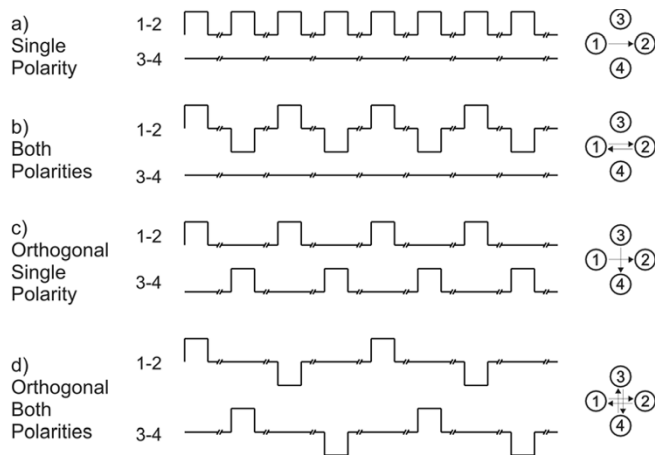 a)
Single
Polarity
1-2
3-4
3
1
2
4
b)
Both
Polarities
1-2
3-4
3
1
2
4
c)
Orthogonal
Single
Polarity
1-2
3-4
3
1
2
4
d)
Orthogonal
Both
Polarities
1-2
3-4
3
1
2
4